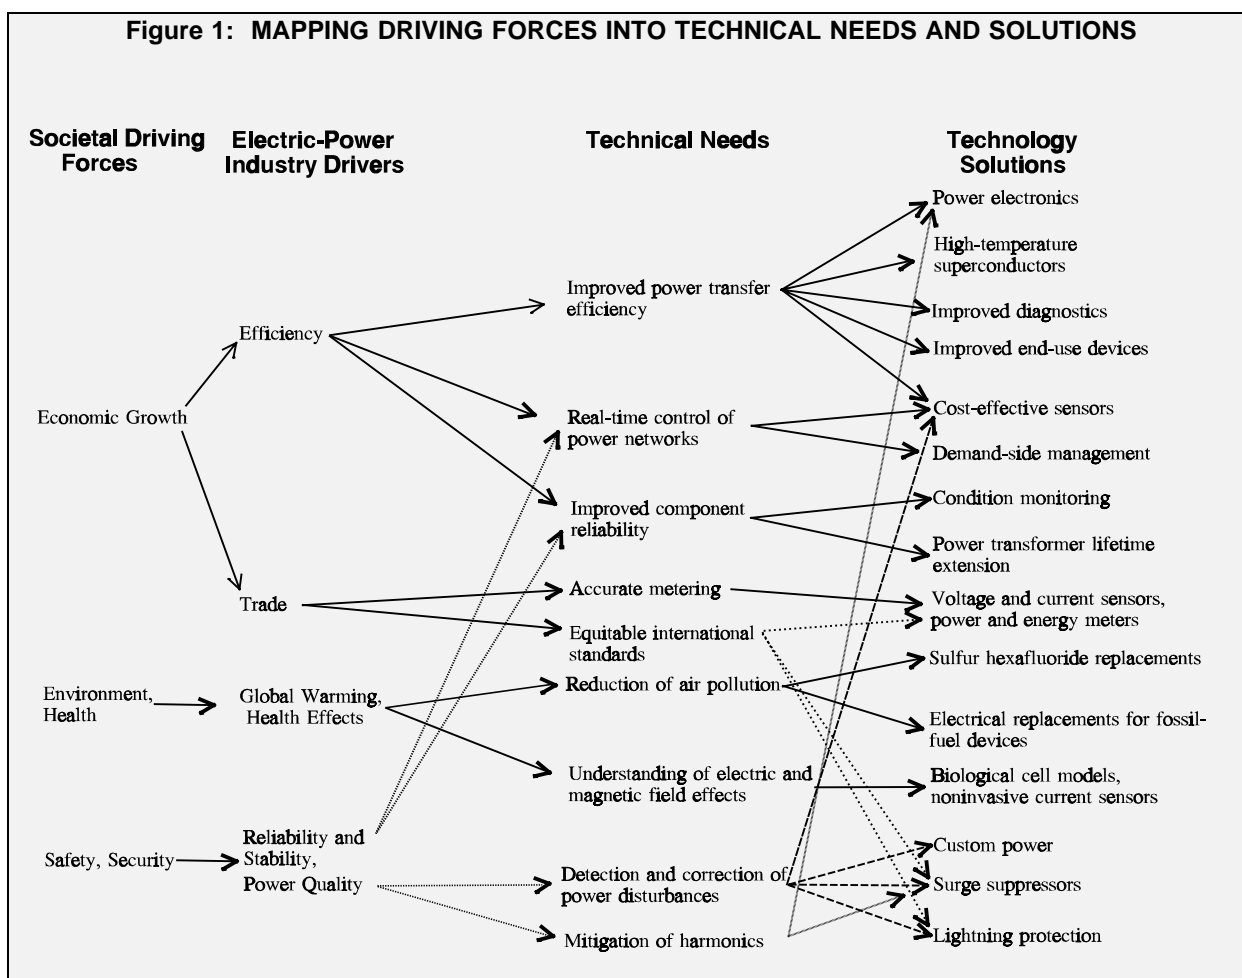 Figure 1: MAPPING DRIVING FORCES INTO TECHNICAL NEEDS AND SOLUTIONS
Societal Driving
Forces
Electric-Power
Industry Drivers
Technical Needs
Technology
Solutions
Economic Growth
Environment,
Health
Safety, Security
Efficiency
Trade
Global Warming,
Health Effects
Reliability and
Stability,
Power Quality
Improved power transfer
efficiency
Real-time control of
power networks
Improved component
reliability
Accurate metering
Equitable international
standards
Reduction of air pollution
Understanding of electric and
magnetic field effects
Detection and correction of
power disturbances
Mitigation of harmonics
Power electronics
High-temperature
superconductors
Improved diagnostics
Improved end-use devices
Cost-effective sensors
Demand-side management
Condition monitoring
Power transformer lifetime
extension
Voltage and current sensors,
power and energy meters
Sulfur hexafluoride replacements
Electrical replacements for fossil-
fuel devices
Biological cell models,
noninvasive current sensors
Custom power
Surge suppressors
Lightning protection